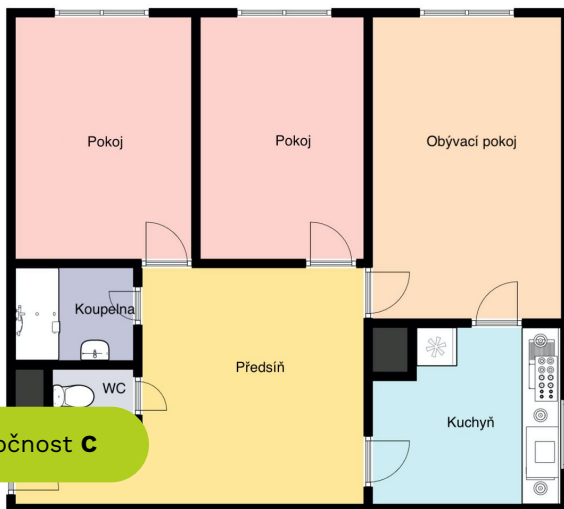 Pokoj
Pokoj
Obývací pokoj
Koupelna
Předsíň
WC
Kuchyň
očnost C